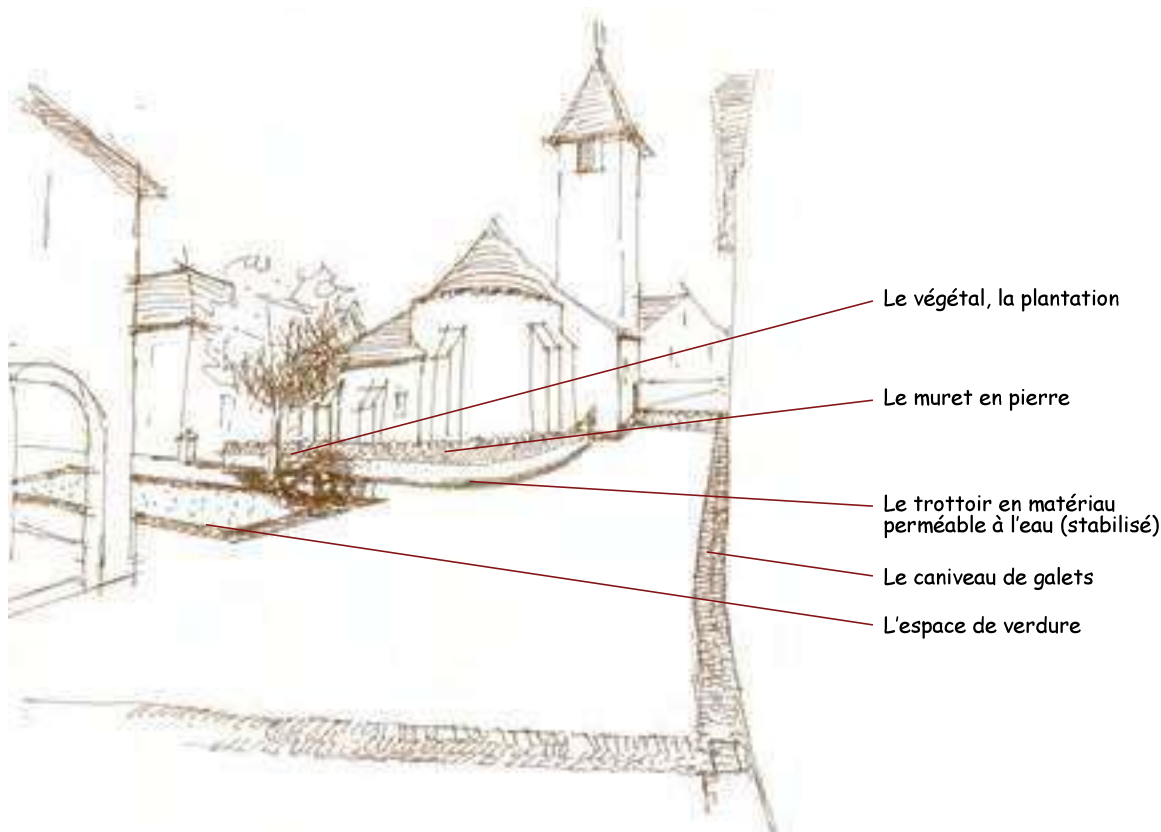 Le végétal, la plantation
Le muret en pierre
Le trottoir en matériau
perméable à l'eau (stabilisé)
Le caniveau de galets
L'espace de verdure